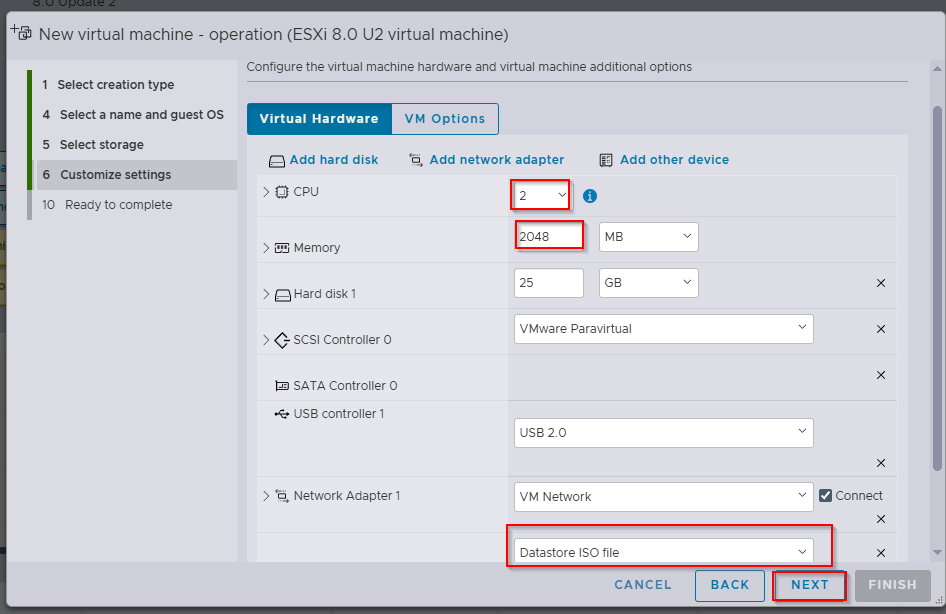 8.0 Update 2
New virtual machine - operation (ESXi 8.0 U2 virtual machine)
1 Select creation type
4 Select a name and guest OS
5 Select storage
6 Customize settings
10 Ready to complete
Configure the virtual machine hardware and virtual machine additional options
Virtual Hardware VM Options
Add hard disk Add network adapter Add other device
CPU 2
Memory 2048 MB
Hard disk 1 25 GB
SCSI Controller 0 VMware Paravirtual
SATA Controller 0
USB controller 1 USB 2.0
Network Adapter 1 VM Network Connect
Datastore ISO file
CANCEL BACK NEXT FINISH